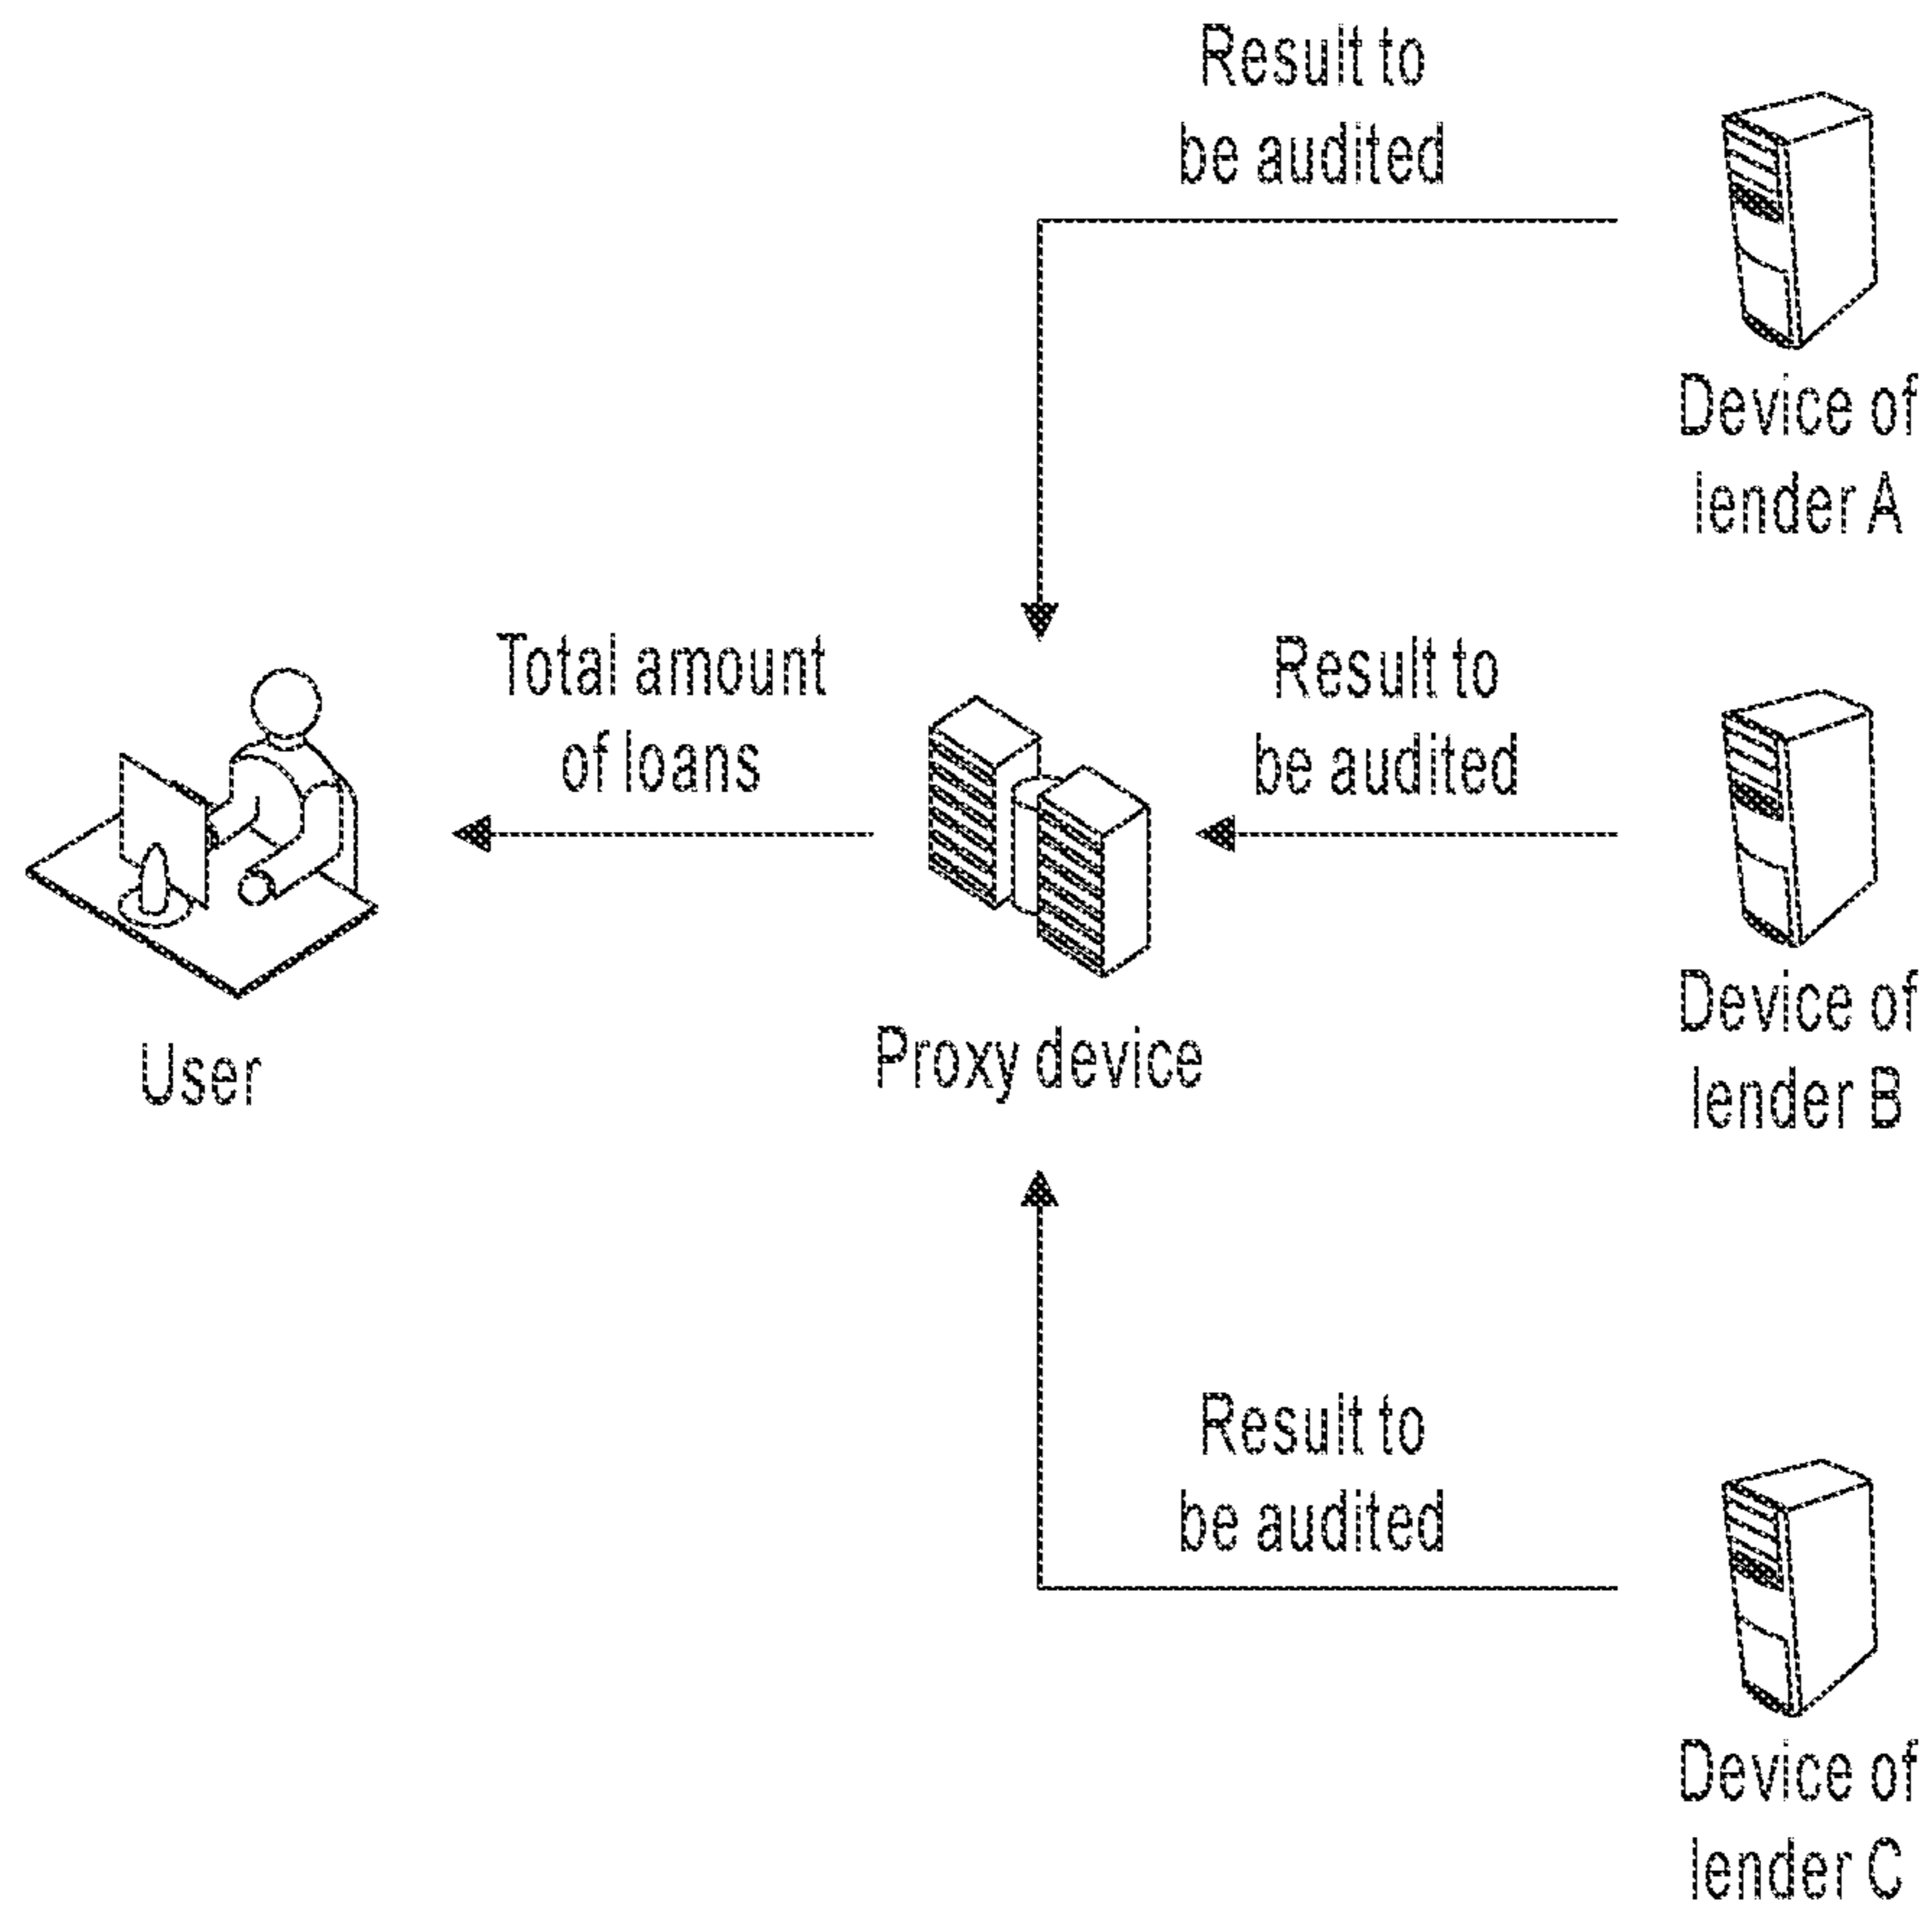 Result to
be audited
Device of
lender A
Total amount
of loans
Result to
be audited
User
Proxy device
Device of
lender B
Result to
be audited
Device of
lender C